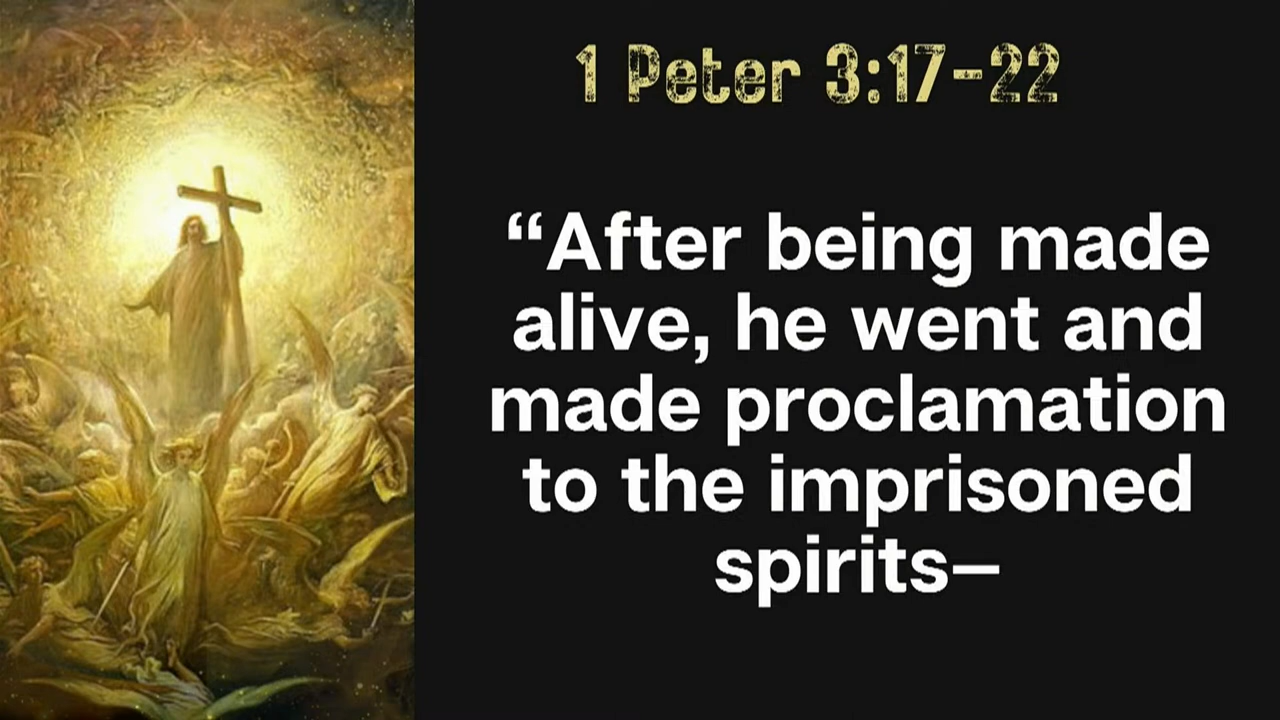 1 Peter 3:17-22
“After being made
alive, he went and
made proclamation
to the imprisoned
spirits—